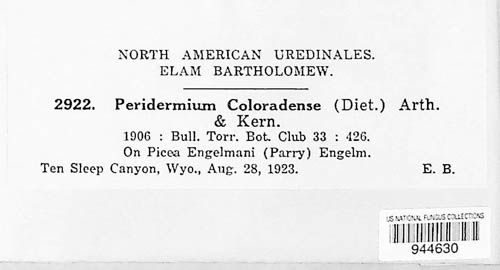 NORTH AMERICAN UREDINALES.
ELAM BARTHOLOMEW.
2922. Peridermium Coloradense (Diet.) Arth.
& Kern.
1906 : Bull. Torr. Bot. Club 33 : 426.
On Picea Engelmani (Parry) Engelm.
Ten Sleep Canyon, Wyo., Aug. 28, 1923. E. B.
US NATIONAL FUNGUS COLLECTIONS
944630